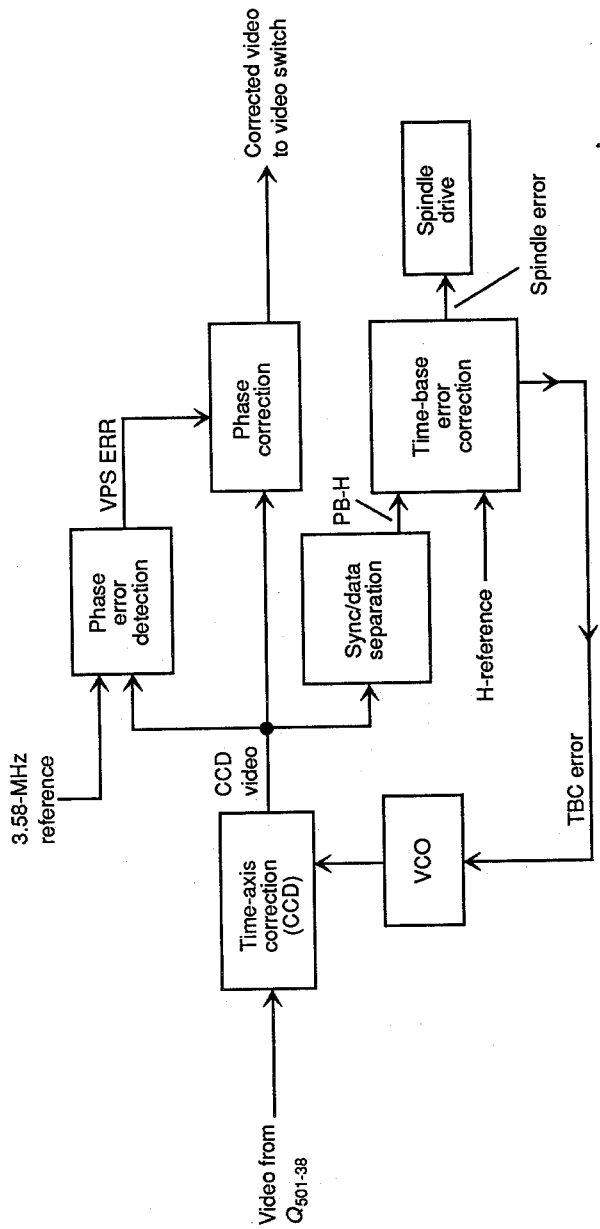 3.58-MHz
reference
Phase
error
detection
VPS ERR
Phase
correction
Corrected video
to video switch
Video from
Q501-38
Time-axis
correction
(CCD)
CCD
video
Sync/data
separation
PB-H
Time-base
error
correction
Spindle
drive
Spindle error
H-reference
VCO
TBC error